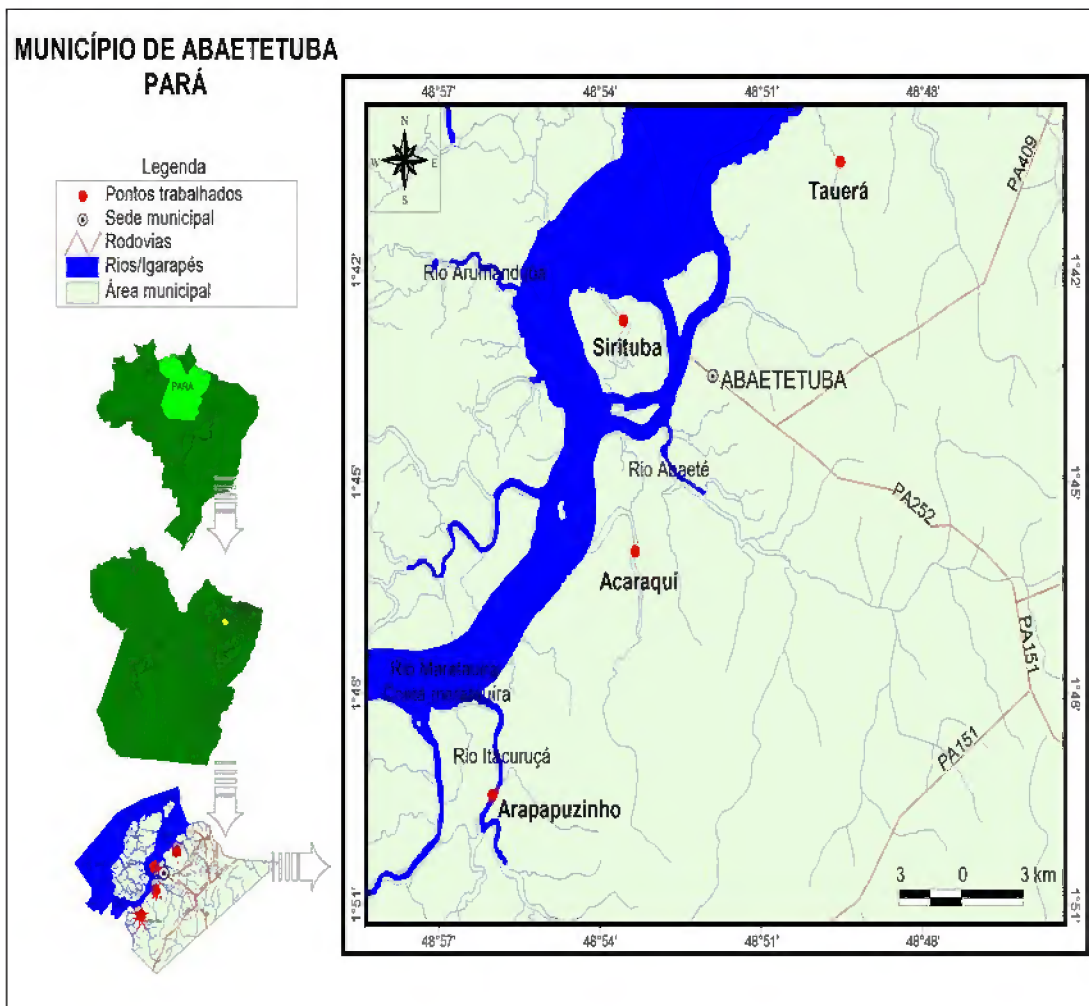 MUNICÍPIO DE ABAETETUBA
PARÁ
Legenda
Pontos trabalhados
Sede municipal
Rodovias
Rios/Igarapés
Área municipal
PARÁ
48°57'
48°54'
48°51'
48°48'
N
W
E
S
Tauerá
PA409
1°42'
1°42'
Rio Arumanduba
Sirituba
ABAETETUBA
Rio Abaeté
1°45'
1°45'
PA252
Acaraqui
PA151
Rio Maratauira
1°48'
1°48'
Rio Itacuruçá
PA151
Arapapuzinho
3 0 3 km
1°51'
1°51'
48°57'
48°54'
48°51'
48°48'